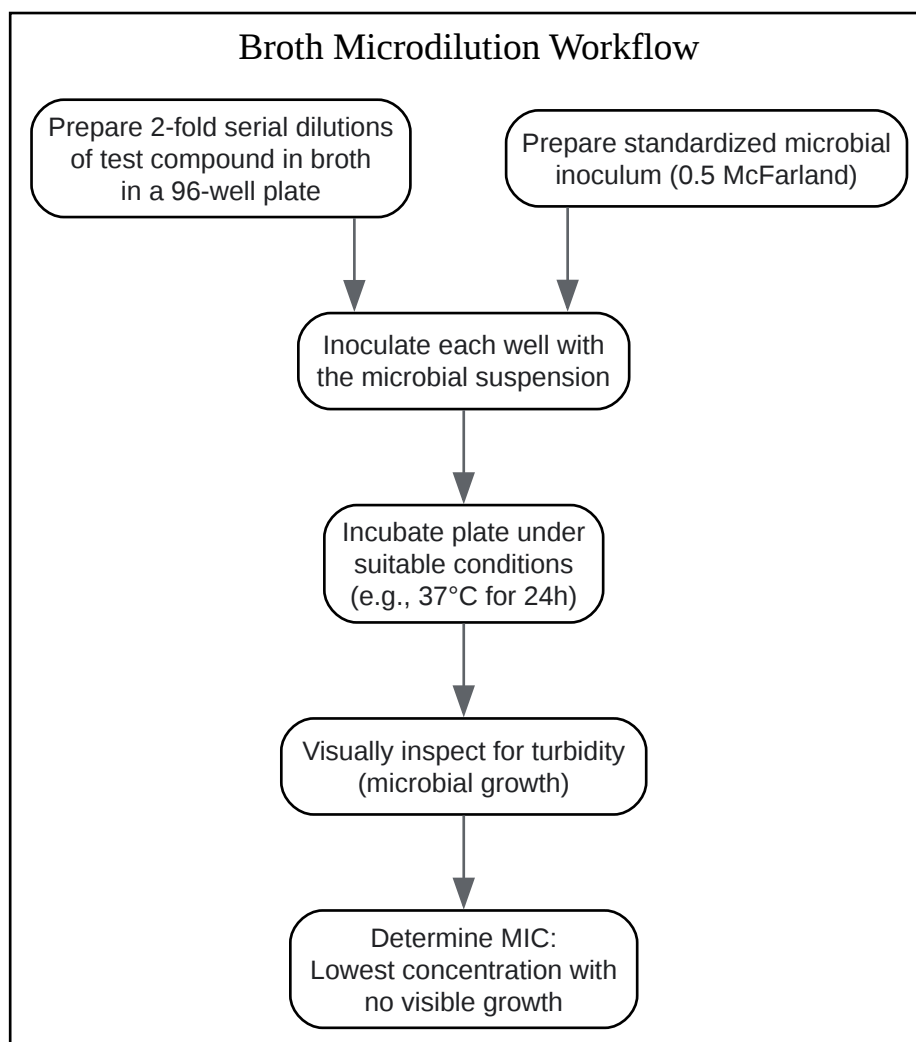 Broth Microdilution Workflow
Prepare 2-fold serial dilutions
of test compound in broth
in a 96-well plate
Prepare standardized microbial
inoculum (0.5 McFarland)
Inoculate each well with
the microbial suspension
Incubate plate under
suitable conditions
(e.g., 37°C for 24h)
Visually inspect for turbidity
(microbial growth)
Determine MIC:
Lowest concentration with
no visible growth